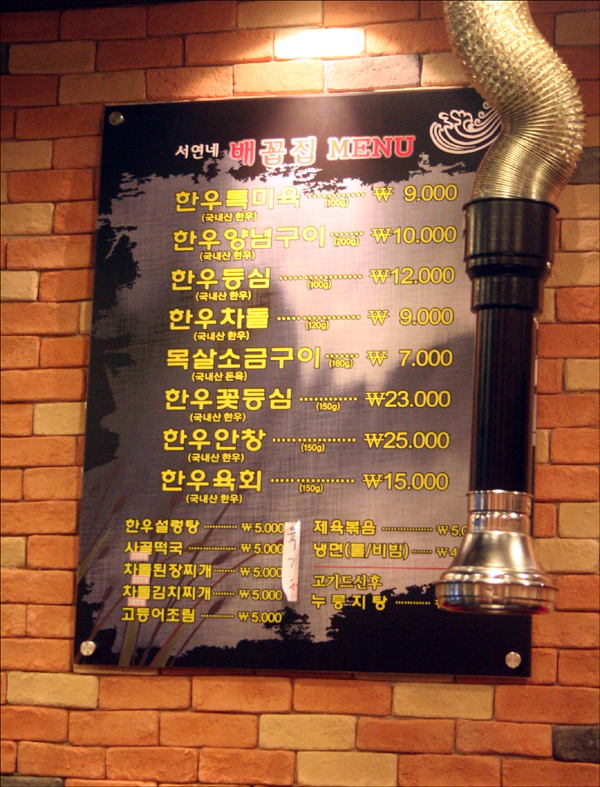 서연네 배꼽집 MENU
한우특미육 ............ (100g) ₩ 9.000
(국내산 한우)
한우양념구이 ....... (200g) ₩10.000
(국내산 한우)
한우등심 ................ (100g) ₩12.000
(국내산 한우)
한우차돌 ................ (120g) ₩ 9.000
(국내산 한우)
목살소금구이 ....... (160g) ₩ 7.000
(국내산 돈육)
한우꽃등심 ............ (150g) ₩23.000
(국내산 한우)
한우안창 ................ (150g) ₩25.000
(국내산 한우)
한우육회 ................ (150g) ₩15.000
(국내산 한우)
한우설렁탕 .......... ₩ 5.000
사골떡국 .............. ₩ 5.000
차돌된장찌개 ....... ₩ 5.000
차돌김치찌개 ....... ₩ 5.000
고등어조림 .......... ₩ 5.000
제육볶음 ................ ₩ 5.0
냉면(물/비빔) ...... ₩ 4
고기드신후
누룽지탕 ............ ₩